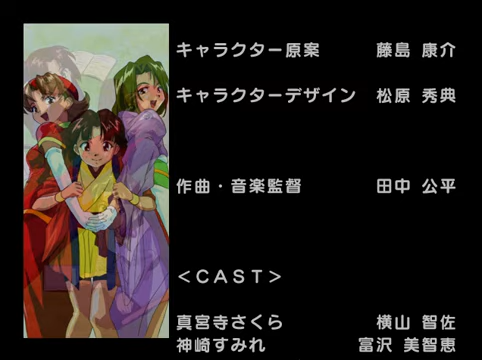 キャラクター原案 藤島 康介
キャラクターデザイン 松原 秀典
作曲・音楽監督 田中 公平
＜ＣＡＳＴ＞
真宮寺さくら 横山 智佐
神崎すみれ 富沢 美智恵